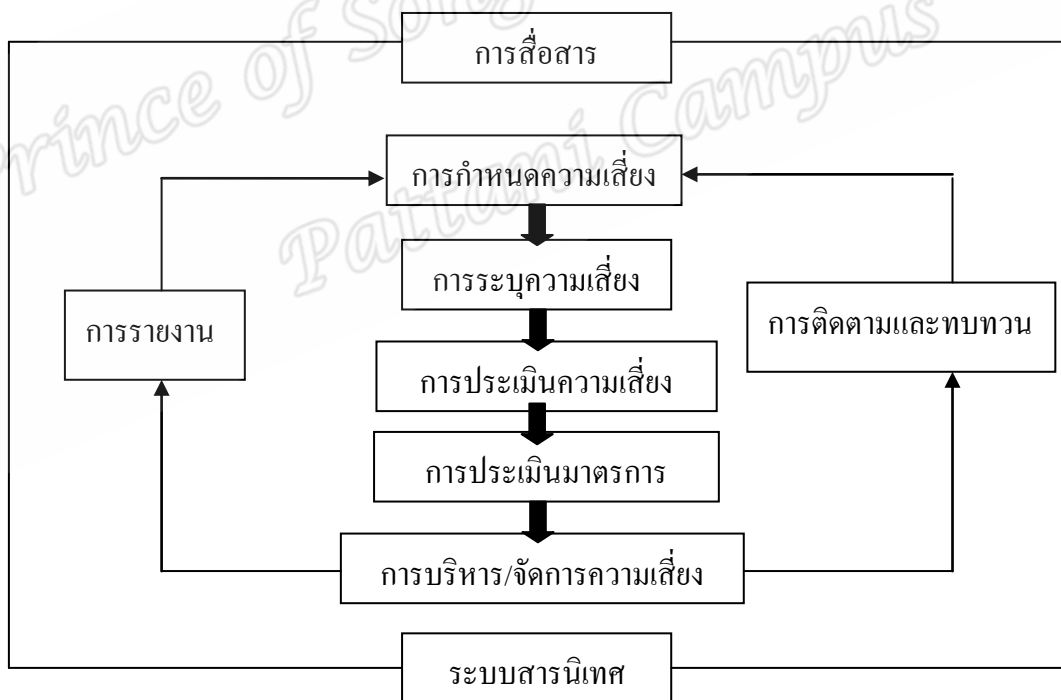 Prince of Song
Pattani Campus
การสื่อสาร
การกำหนดความเสี่ยง
การระบุความเสี่ยง
การรายงาน
การติดตามและทบทวน
การประเมินความเสี่ยง
การประเมินมาตรการ
การบริหาร/จัดการความเสี่ยง
ระบบสารนิเทศ